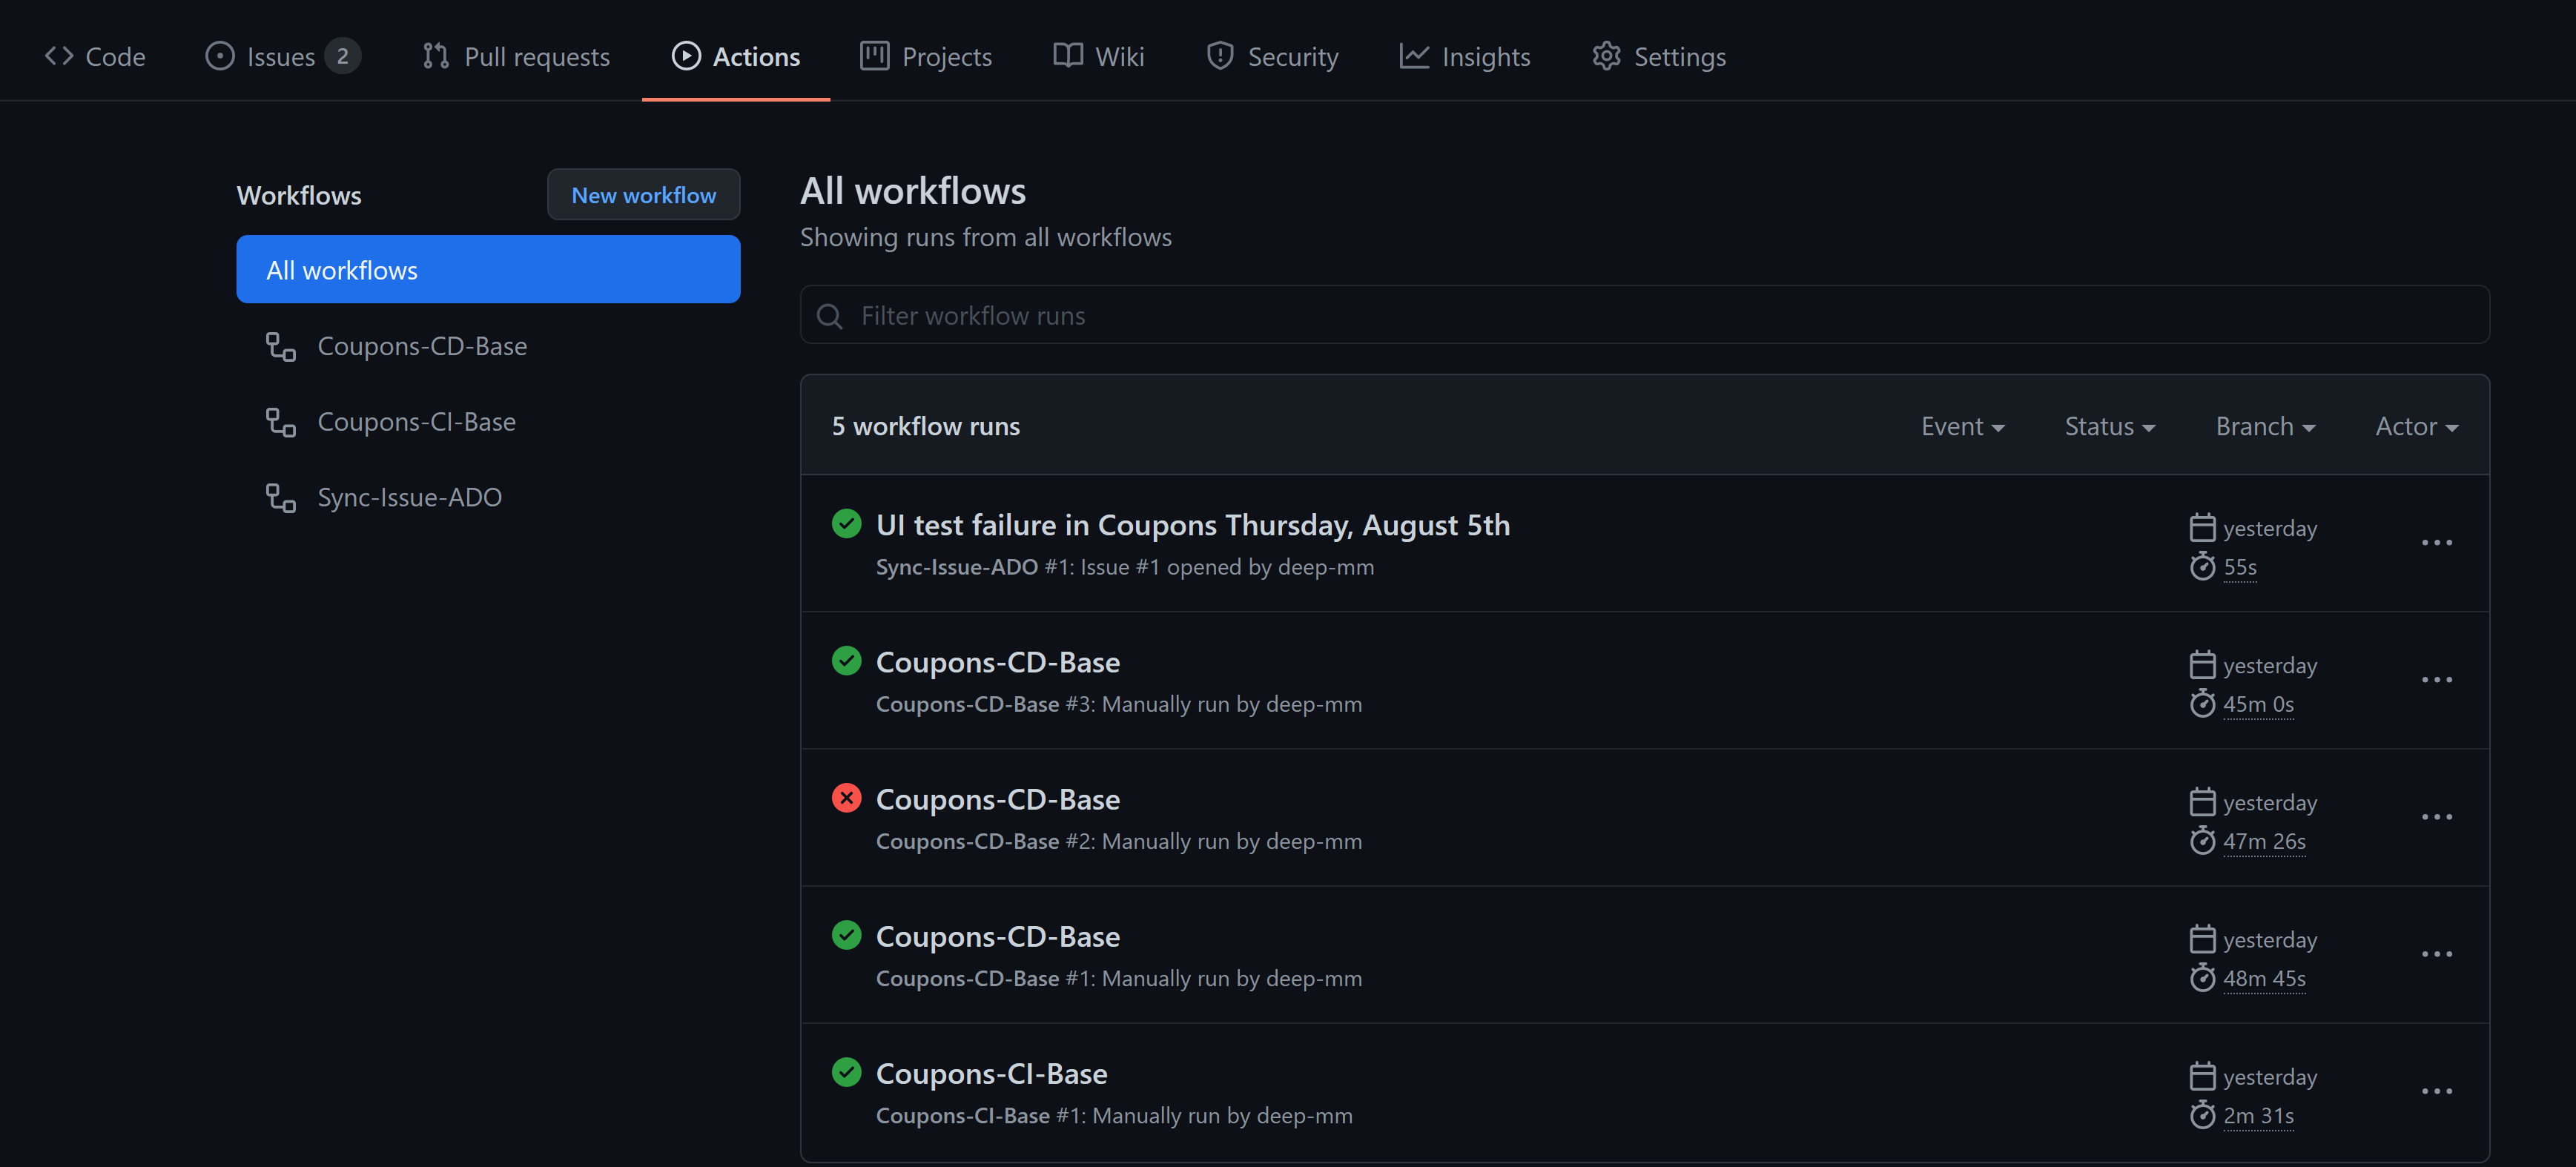 Code Issues 2 Pull requests Actions Projects Wiki Security Insights Settings
Workflows New workflow
All workflows
Coupons-CD-Base
Coupons-CI-Base
Sync-Issue-ADO
All workflows
Showing runs from all workflows
Filter workflow runs
5 workflow runs Event Status Branch Actor
UI test failure in Coupons Thursday, August 5th
Sync-Issue-ADO #1: Issue #1 opened by deep-mm
yesterday
55s
Coupons-CD-Base
Coupons-CD-Base #3: Manually run by deep-mm
yesterday
45m 0s
Coupons-CD-Base
Coupons-CD-Base #2: Manually run by deep-mm
yesterday
47m 26s
Coupons-CD-Base
Coupons-CD-Base #1: Manually run by deep-mm
yesterday
48m 45s
Coupons-CI-Base
Coupons-CI-Base #1: Manually run by deep-mm
yesterday
2m 31s